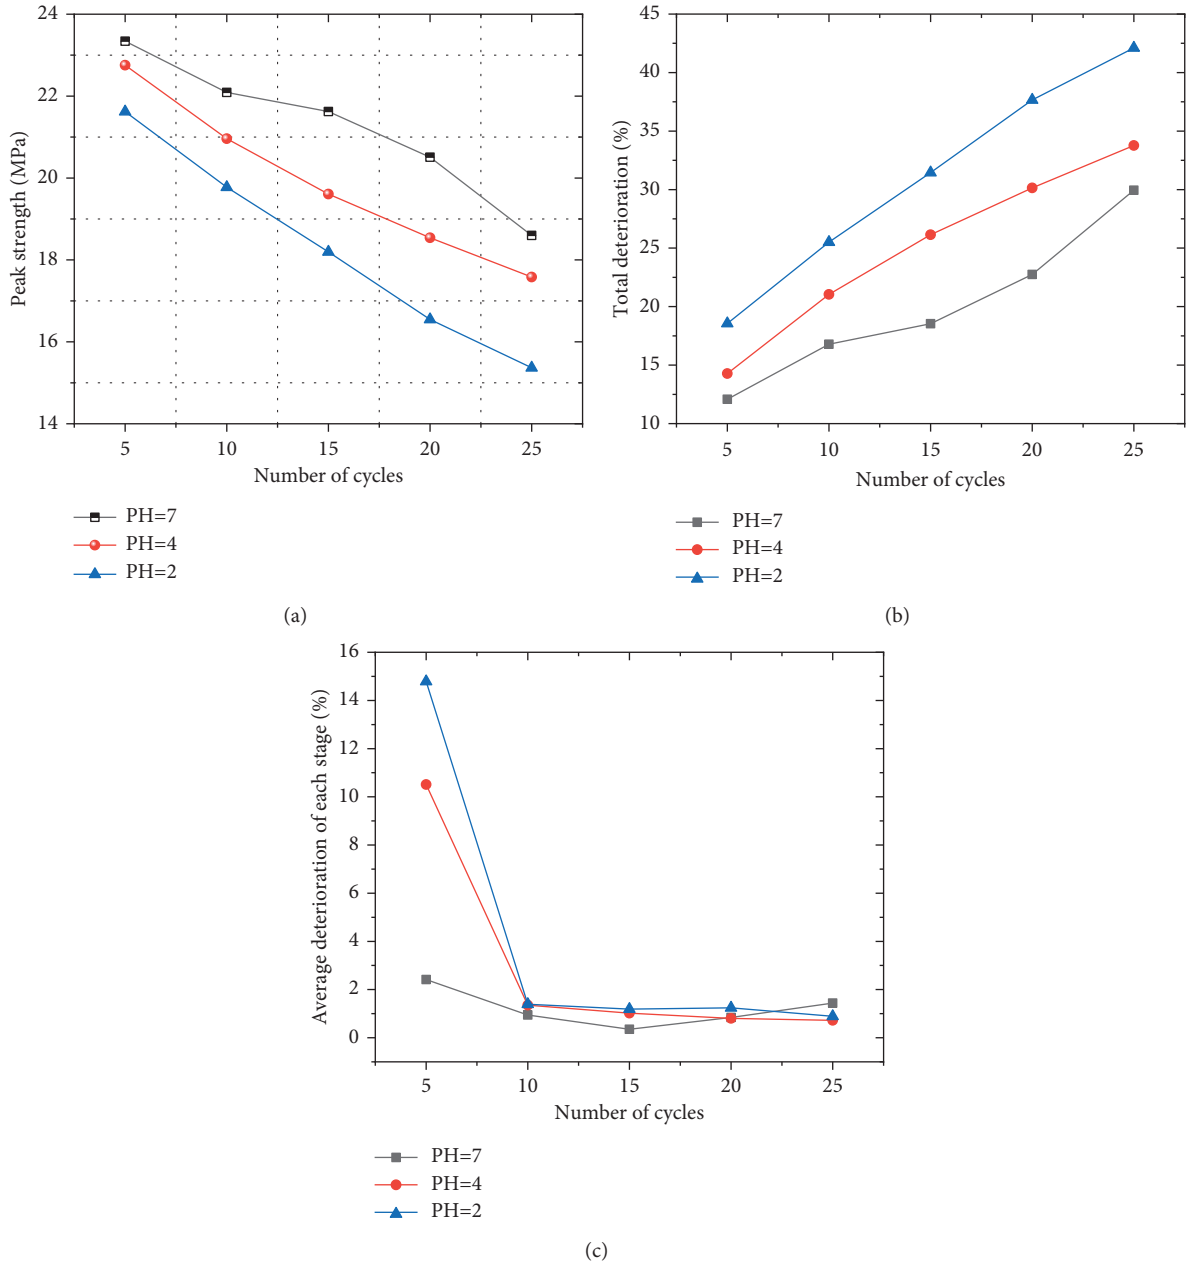 Peak strength (MPa)
24
22
20
18
16
14
5 10 15 20 25
Number of cycles
PH=7
PH=4
PH=2
(a)
Total deterioration (%)
45
40
35
30
25
20
15
10
5 10 15 20 25
Number of cycles
PH=7
PH=4
PH=2
(b)
Average deterioration of each stage (%)
16
14
12
10
8
6
4
2
0
5 10 15 20 25
Number of cycles
PH=7
PH=4
PH=2
(c)